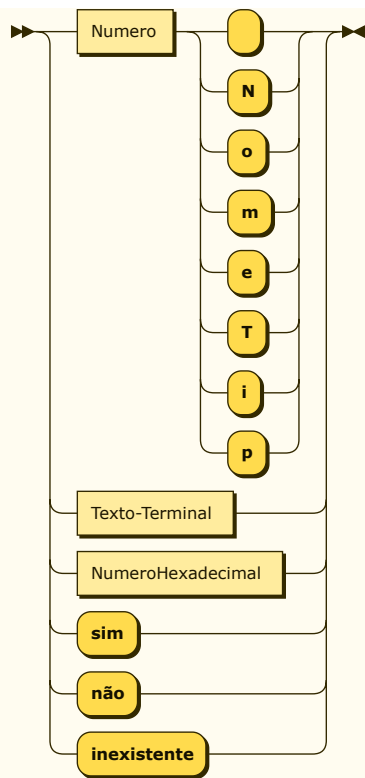 Numero
N
o
m
e
T
i
p
Texto-Terminal
NumeroHexadecimal
sim
não
inexistente